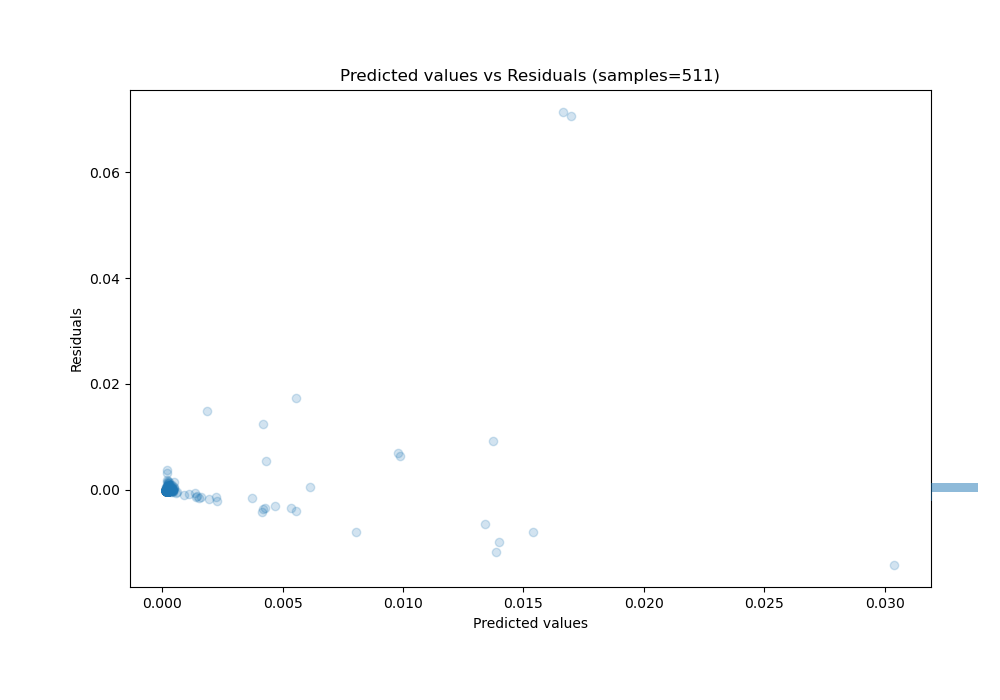 Predicted values vs Residuals (samples=511)
0.06
0.04
0.02
0.00
Residuals
0.000 0.005 0.010 0.015 0.020 0.025 0.030
Predicted values